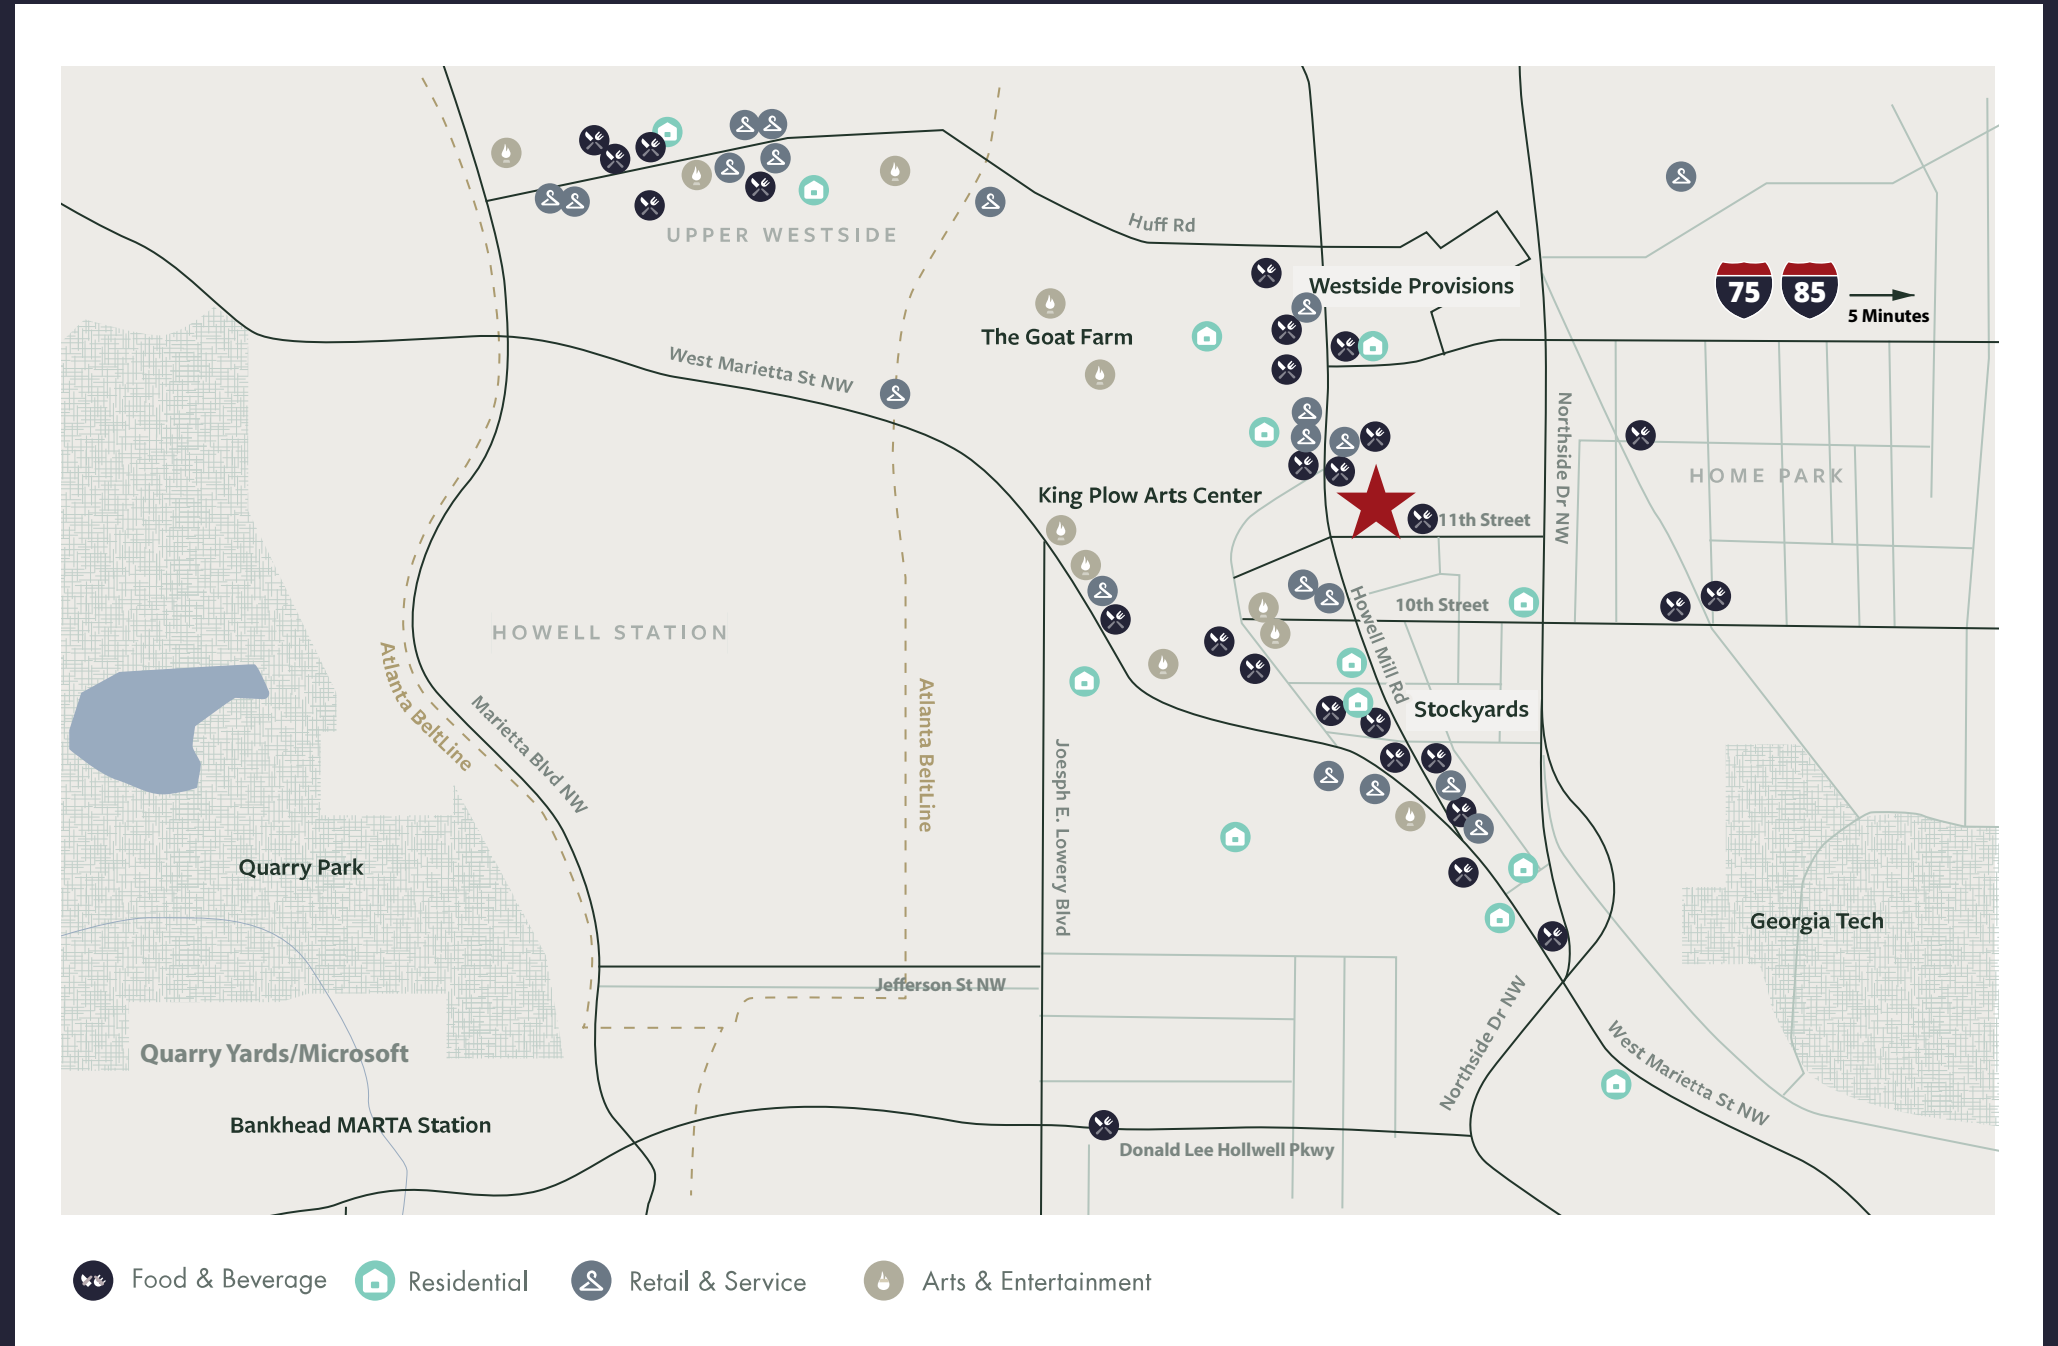 UPPER WESTSIDE
Huff Rd
Westside Provisions
75
85
5 Minutes
The Goat Farm
West Marietta St NW
Northside Dr NW
HOME PARK
King Plow Arts Center
11th Street
10th Street
Howell Mill Rd
HOWELL STATION
Atlanta BeltLine
Marietta Blvd NW
Atlanta BeltLine
Joesph E. Lowery Blvd
Stockyards
Quarry Park
Georgia Tech
Jefferson St NW
Northside Dr NW
West Marietta St NW
Quarry Yards/Microsoft
Bankhead MARTA Station
Donald Lee Hollwell Pkwy
Food & Beverage
Residential
Retail & Service
Arts & Entertainment